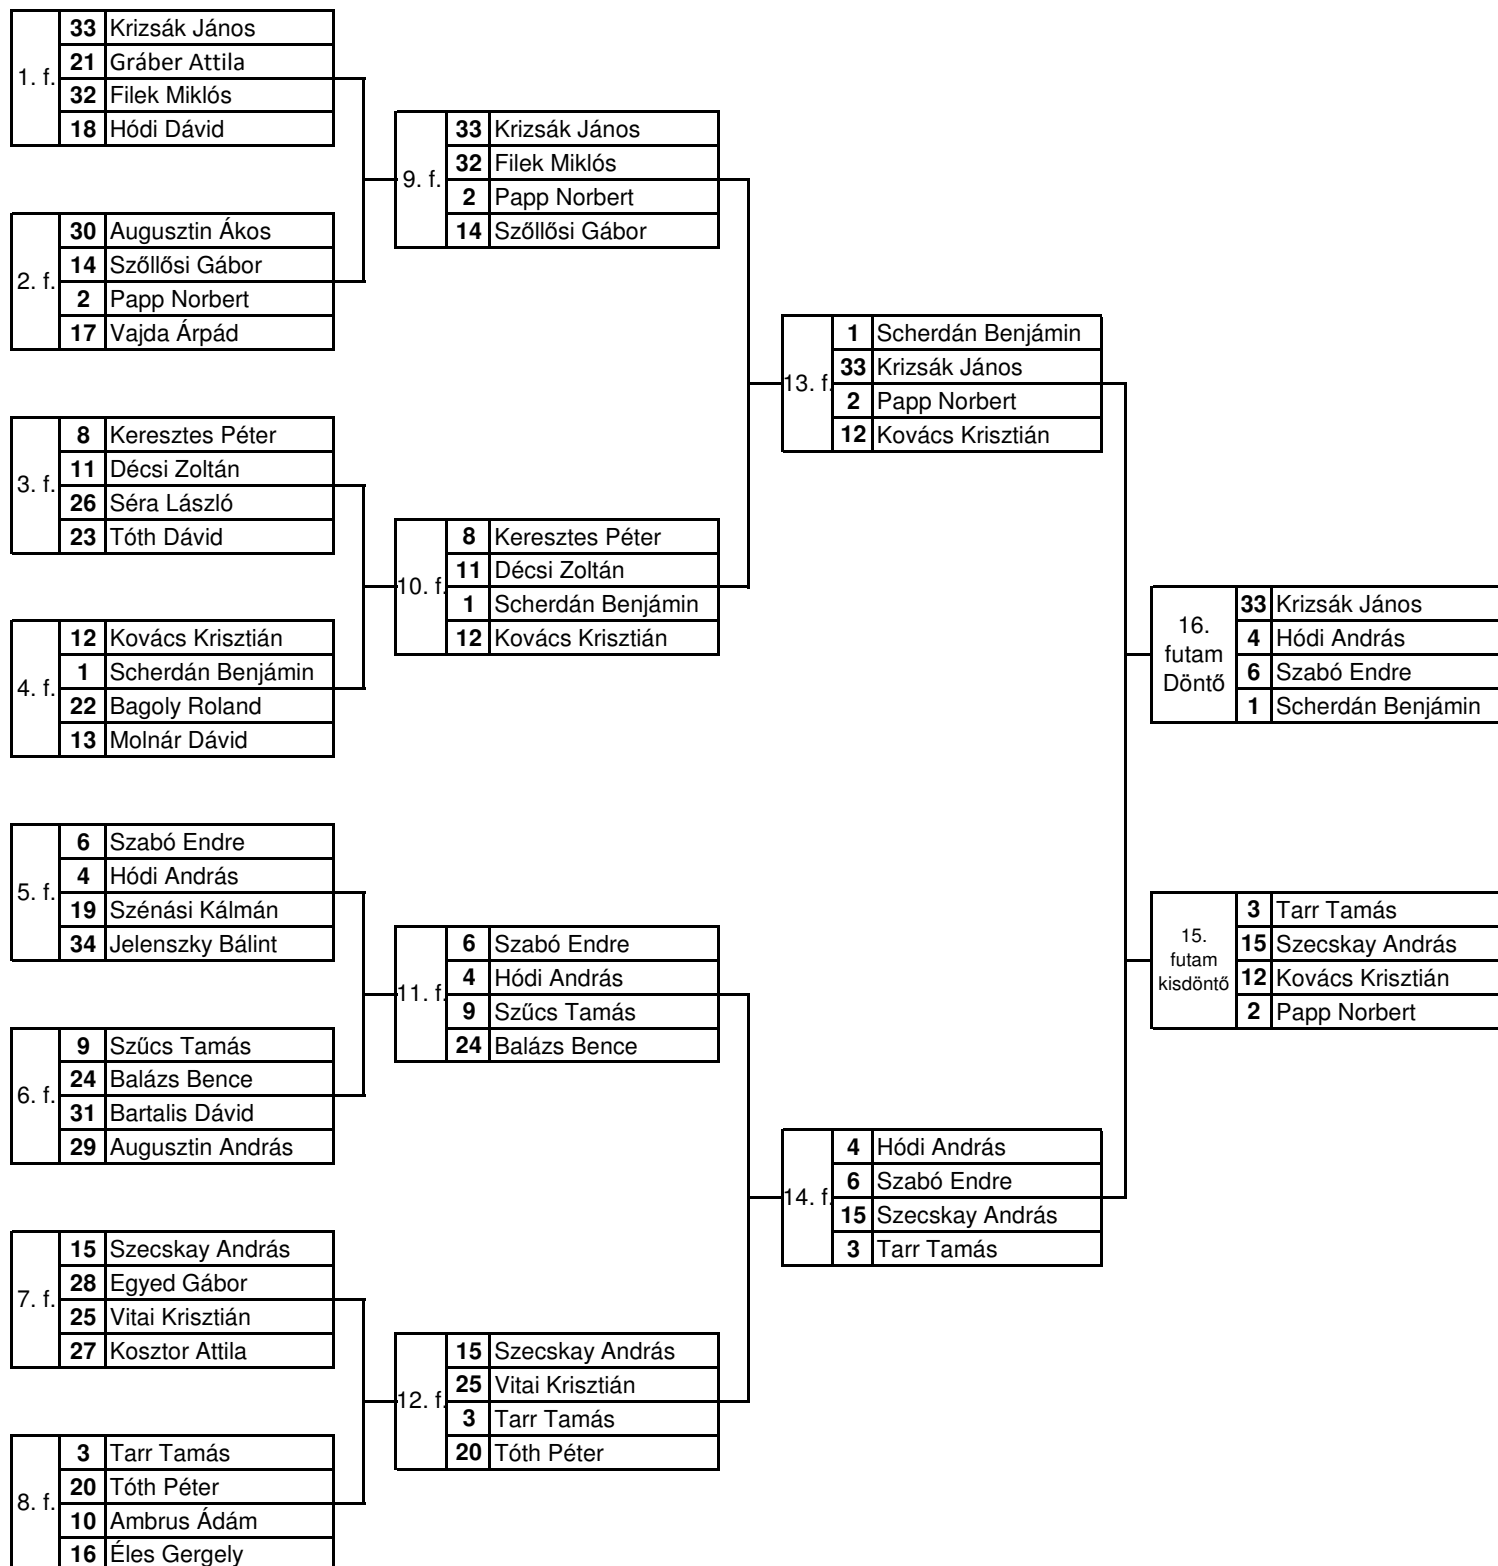 1. f.
33 Krizsák János
21 Gráber Attila
32 Filek Miklós
18 Hódi Dávid
2. f.
30 Augusztin Ákos
14 Szőllősi Gábor
2 Papp Norbert
17 Vajda Árpád
3. f.
8 Keresztes Péter
11 Décsi Zoltán
26 Séra László
23 Tóth Dávid
4. f.
12 Kovács Krisztián
1 Scherdán Benjámin
22 Bagoly Roland
13 Molnár Dávid
5. f.
6 Szabó Endre
4 Hódi András
19 Szénási Kálmán
34 Jelenszky Bálint
6. f.
9 Szűcs Tamás
24 Balázs Bence
31 Bartalis Dávid
29 Augusztin András
7. f.
15 Szecskay András
28 Egyed Gábor
25 Vitai Krisztián
27 Kosztor Attila
8. f.
3 Tarr Tamás
20 Tóth Péter
10 Ambrus Ádám
16 Éles Gergely
9. f.
33 Krizsák János
32 Filek Miklós
2 Papp Norbert
14 Szőllősi Gábor
10. f.
8 Keresztes Péter
11 Décsi Zoltán
1 Scherdán Benjámin
12 Kovács Krisztián
11. f.
6 Szabó Endre
4 Hódi András
9 Szűcs Tamás
24 Balázs Bence
12. f.
15 Szecskay András
25 Vitai Krisztián
3 Tarr Tamás
20 Tóth Péter
13. f.
1 Scherdán Benjámin
33 Krizsák János
2 Papp Norbert
12 Kovács Krisztián
14. f.
4 Hódi András
6 Szabó Endre
15 Szecskay András
3 Tarr Tamás
16.
futam
Döntő
33 Krizsák János
4 Hódi András
6 Szabó Endre
1 Scherdán Benjámin
15.
futam
kisdöntő
3 Tarr Tamás
15 Szecskay András
12 Kovács Krisztián
2 Papp Norbert